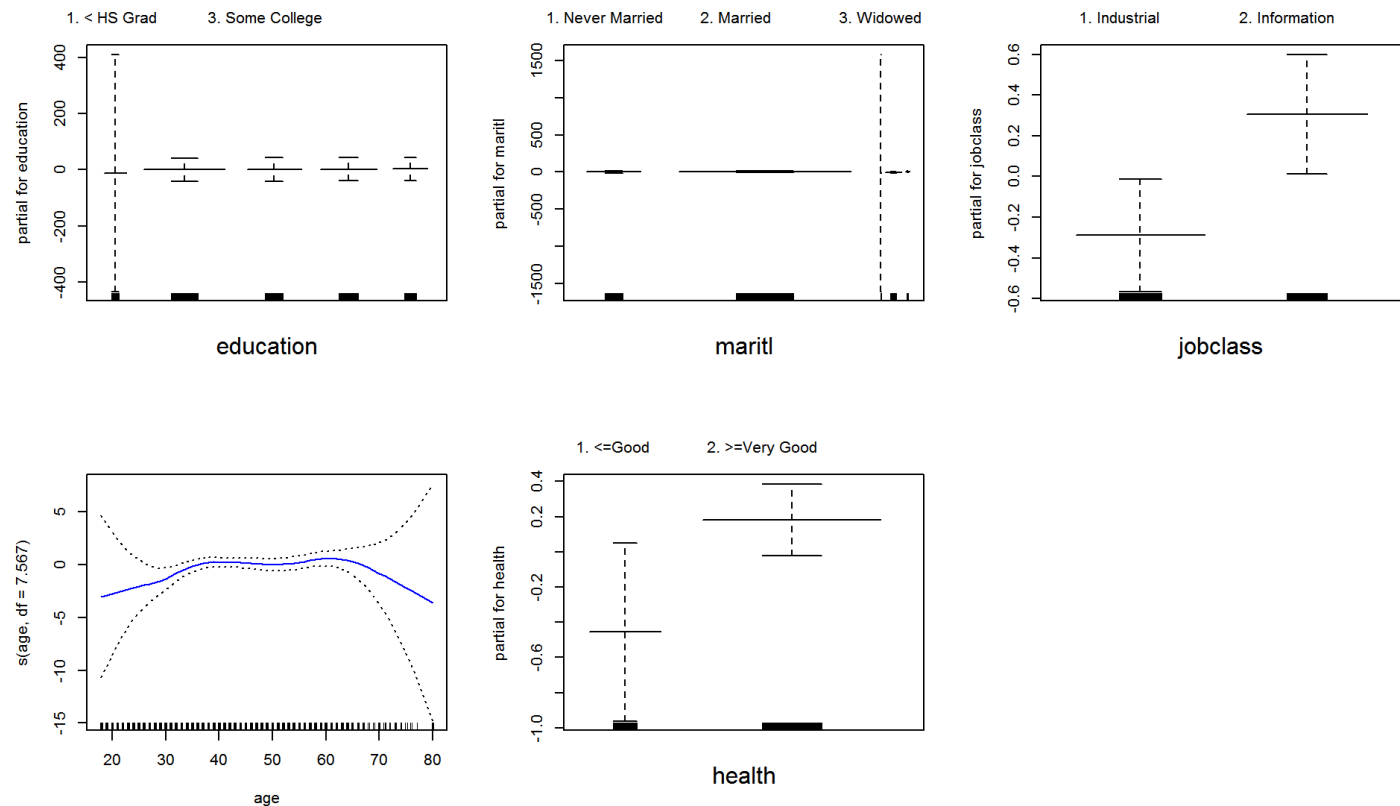 1. < HS Grad 3. Some College
partial for education
400
200
0
-200
-400
education
1. Never Married 2. Married 3. Widowed
partial for maritl
1500
500
0
-500
-1500
maritl
1. Industrial 2. Information
partial for jobclass
0.6
0.4
0.2
0.0
-0.2
-0.4
-0.6
jobclass
s(age, df = 7.567)
5
0
-5
-10
-15
20 30 40 50 60 70 80
age
1. <=Good 2. >=Very Good
partial for health
0.4
0.2
-0.2
-0.6
-1.0
health